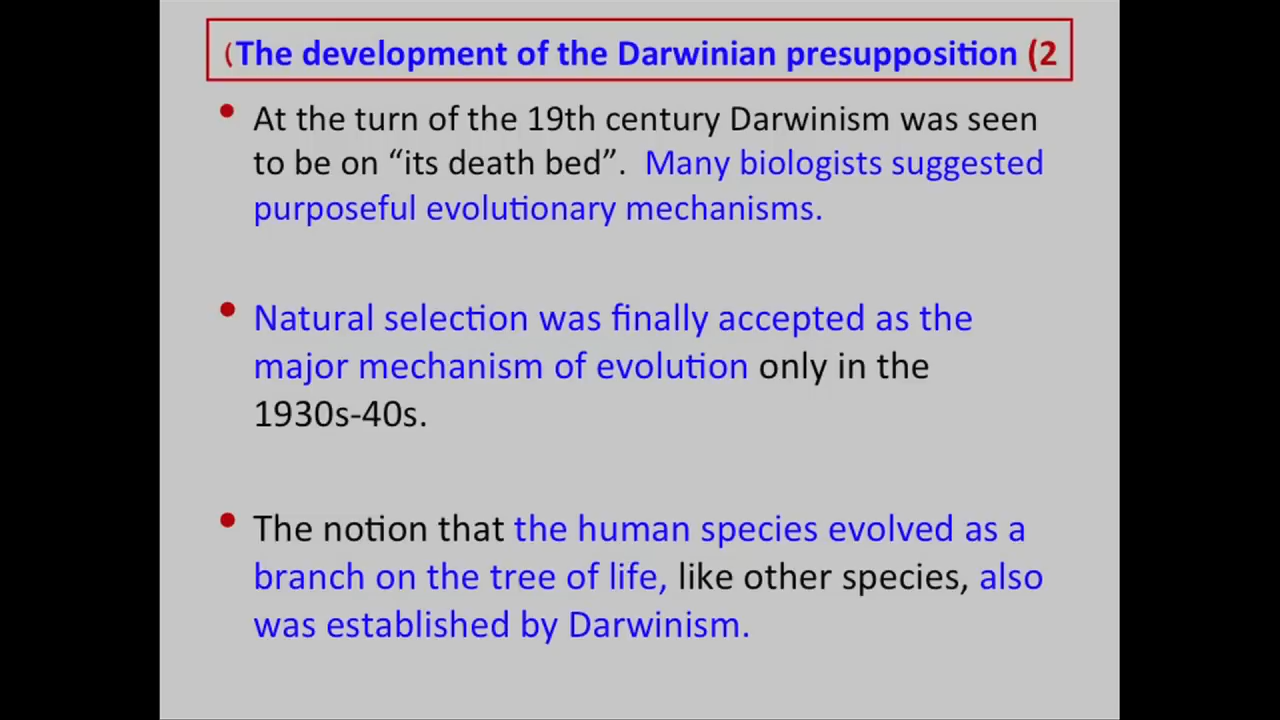 (The development of the Darwinian presupposition (2
• At the turn of the 19th century Darwinism was seen
to be on “its death bed”. Many biologists suggested
purposeful evolutionary mechanisms.
• Natural selection was finally accepted as the
major mechanism of evolution only in the
1930s-40s.
• The notion that the human species evolved as a
branch on the tree of life, like other species, also
was established by Darwinism.